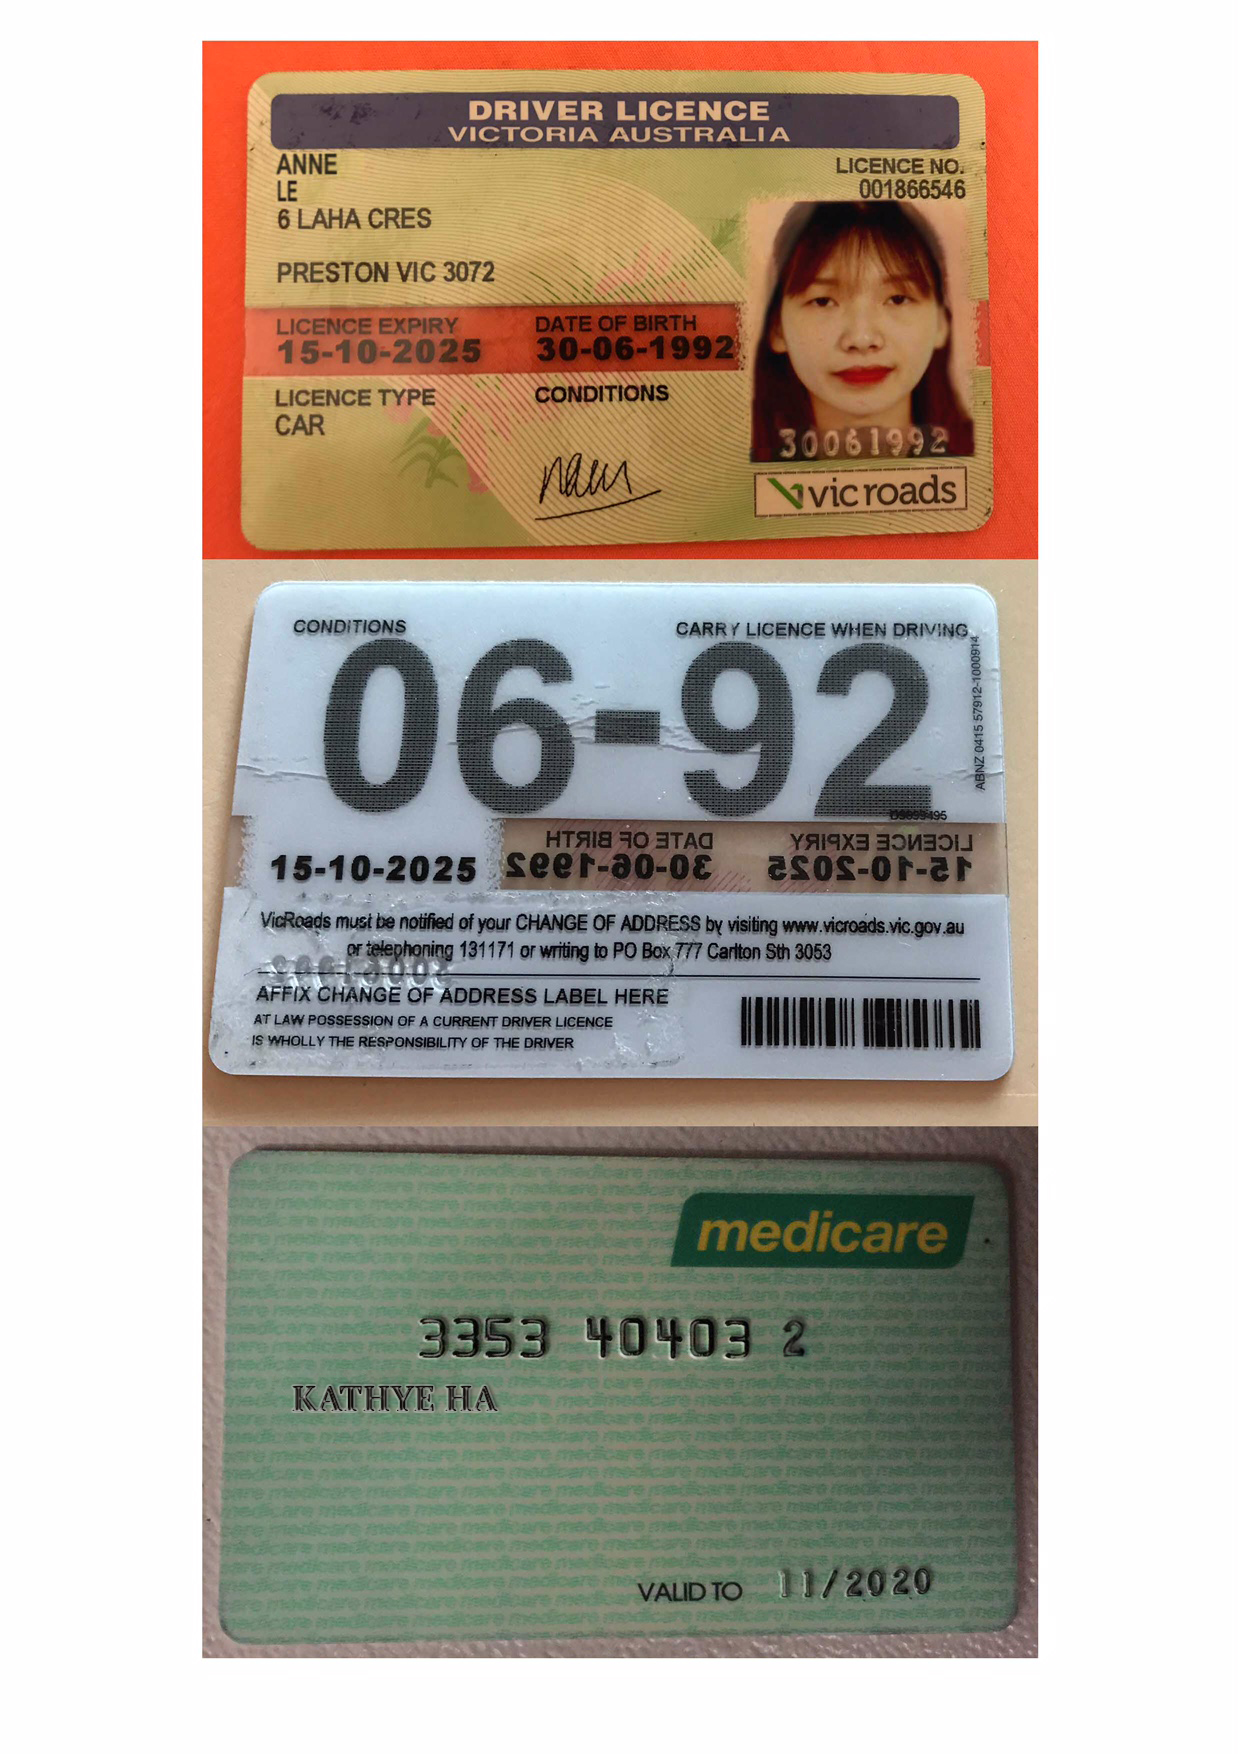 DRIVER LICENCE
VICTORIA AUSTRALIA
ANNE
LE
6 LAHA CRES
PRESTON VIC 3072
LICENCE NO.
001866546
LICENCE EXPIRY DATE OF BIRTH
15-10-2025 30-06-1992
LICENCE TYPE CONDITIONS
CAR
30061992
vic roads
CONDITIONS CARRY LICENCE WHEN DRIVING
06-92
ABNZ 0415 57912-1000914
DATE OF BIRTH LICENCE EXPIRY
15-10-2025 30-06-1992 15-10-2025
VicRoads must be notified of your CHANGE OF ADDRESS by visiting www.vicroads.vic.gov.au
or telephoning 131171 or writing to PO Box 777 Carlton Sth 3053
30061992
AFFIX CHANGE OF ADDRESS LABEL HERE
AT LAW POSSESSION OF A CURRENT DRIVER LICENCE
IS WHOLLY THE RESPONSIBILITY OF THE DRIVER
medicare
3353 40403 2
KATHYE HA
VALID TO 11/2020